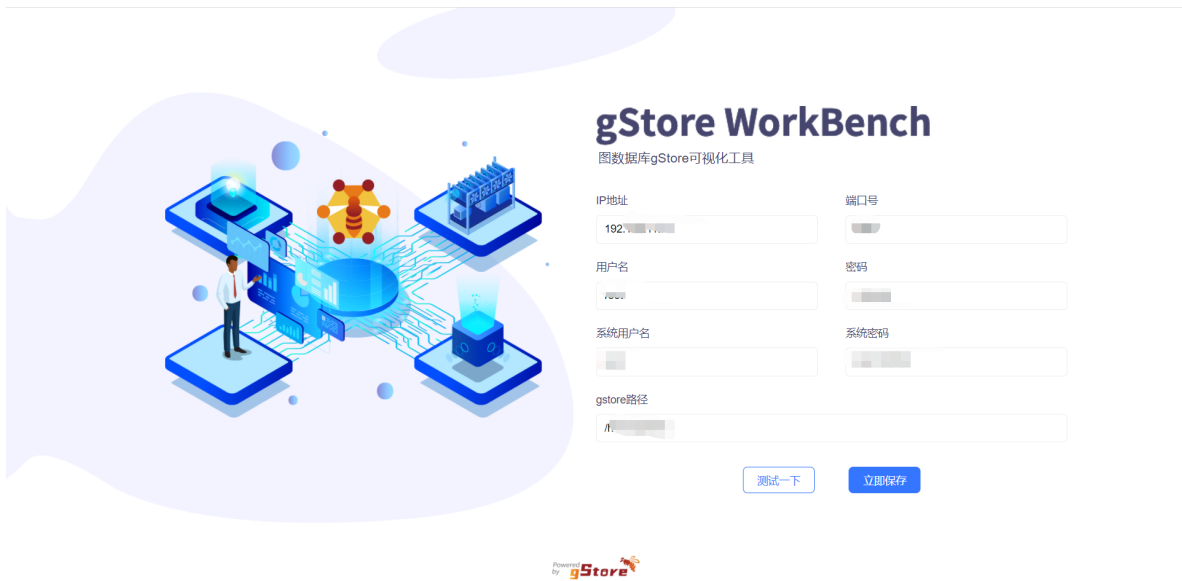 gStore WorkBench
图数据库gStore可视化工具
IP地址
端口号
192.
用户名
密码
系统用户名
系统密码
gstore路径
测试一下
立即保存
Powered by gStore